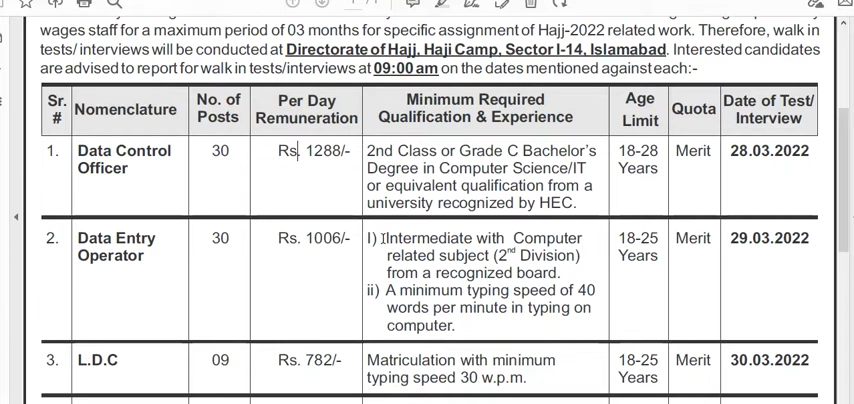 wages staff for a maximum period of 03 months for specific assignment of Hajj-2022 related work. Therefore, walk in
tests/ interviews will be conducted at Directorate of Hajj, Haji Camp, Sector I-14, Islamabad. Interested candidates
are advised to report for walk in tests/interviews at 09:00 am on the dates mentioned against each:-
Sr. # Nomenclature No. of Posts Per Day Remuneration Minimum Required Qualification & Experience Age Limit Quota Date of Test/ Interview
1. Data Control 30 Rs. 1288/- 2nd Class or Grade C Bachelor's 18-28 Merit 28.03.2022
Officer Degree in Computer Science/IT Years
or equivalent qualification from a
university recognized by HEC.
2. Data Entry 30 Rs. 1006/- I) Intermediate with Computer 18-25 Merit 29.03.2022
Operator related subject (2nd Division) Years
from a recognized board.
ii) A minimum typing speed of 40
words per minute in typing on
computer.
3. L.D.C 09 Rs. 782/- Matriculation with minimum 18-25 Merit 30.03.2022
typing speed 30 w.p.m. Years